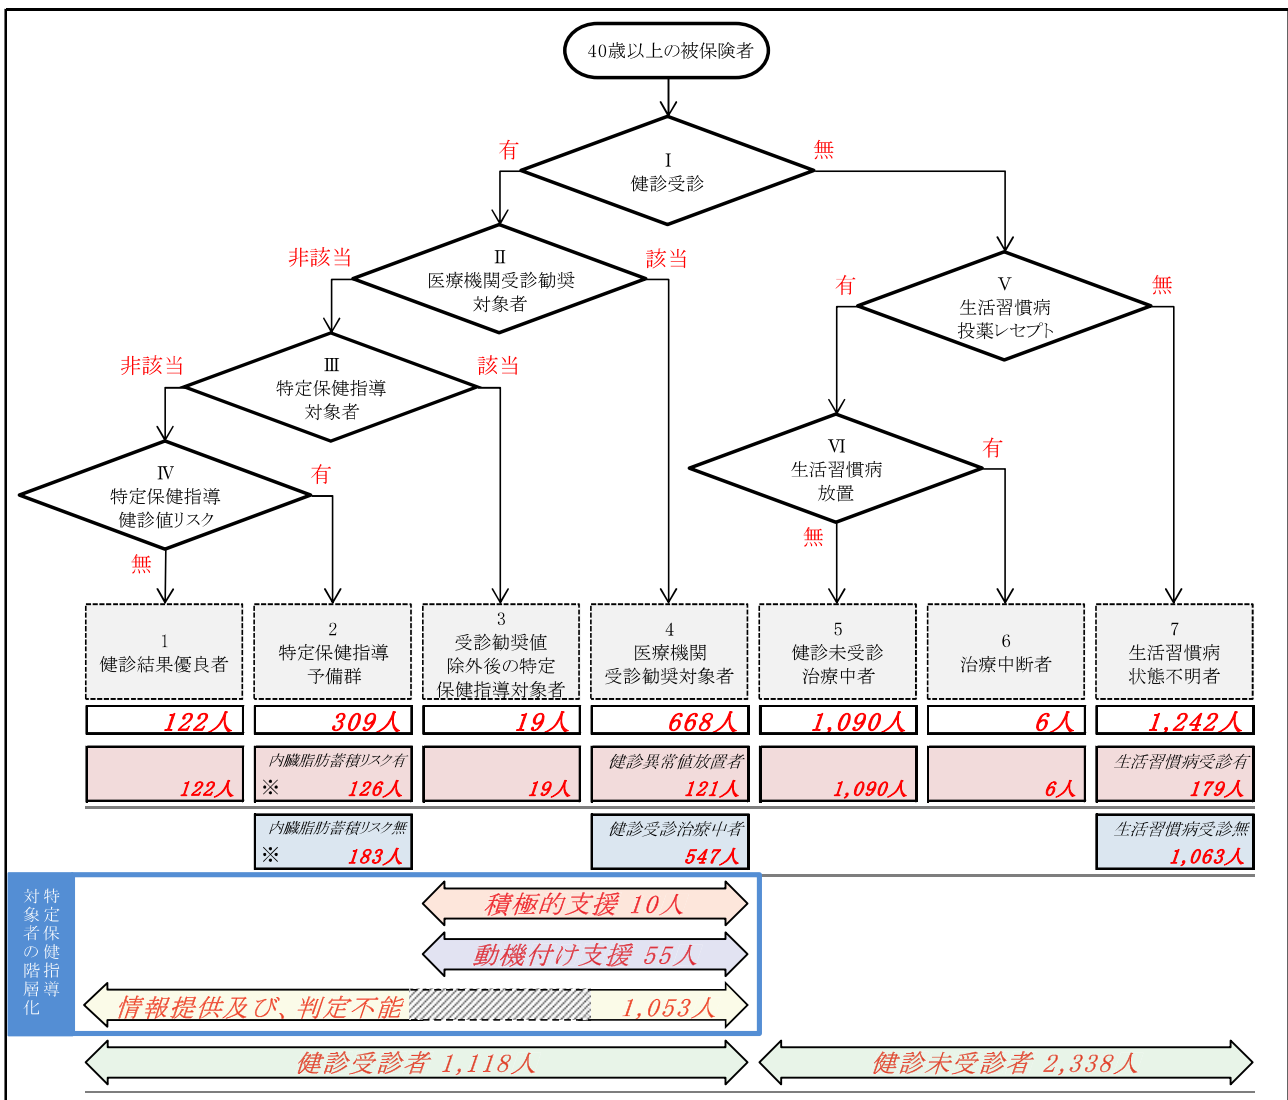 40歳以上の被保険者
有
Ⅰ
健診受診
無
非該当
Ⅱ
医療機関受診勧奨
対象者
該当
有
Ⅴ
生活習慣病
投薬レセプト
無
非該当
Ⅲ
特定保健指導
対象者
該当
Ⅳ
特定保健指導
健診値リスク
有
無
Ⅵ
生活習慣病
放置
有
無
1
健診結果優良者
2
特定保健指導
予備群
3
受診勧奨値
除外後の特定
保健指導対象者
4
医療機関
受診勧奨対象者
5
健診未受診
治療中者
6
治療中断者
7
生活習慣病
状態不明者
122人
309人
19人
668人
1,090人
6人
1,242人
122人
内臓脂肪蓄積リスク有
※ 126人
19人
健診異常値放置者
121人
1,090人
6人
生活習慣病受診有
179人
内臓脂肪蓄積リスク無
※ 183人
健診受診治療中者
547人
生活習慣病受診無
1,063人
特定保健指導
対象者の階層化
積極的支援 10人
動機付け支援 55人
情報提供及び、判定不能 1,053人
健診受診者 1,118人
健診未受診者 2,338人